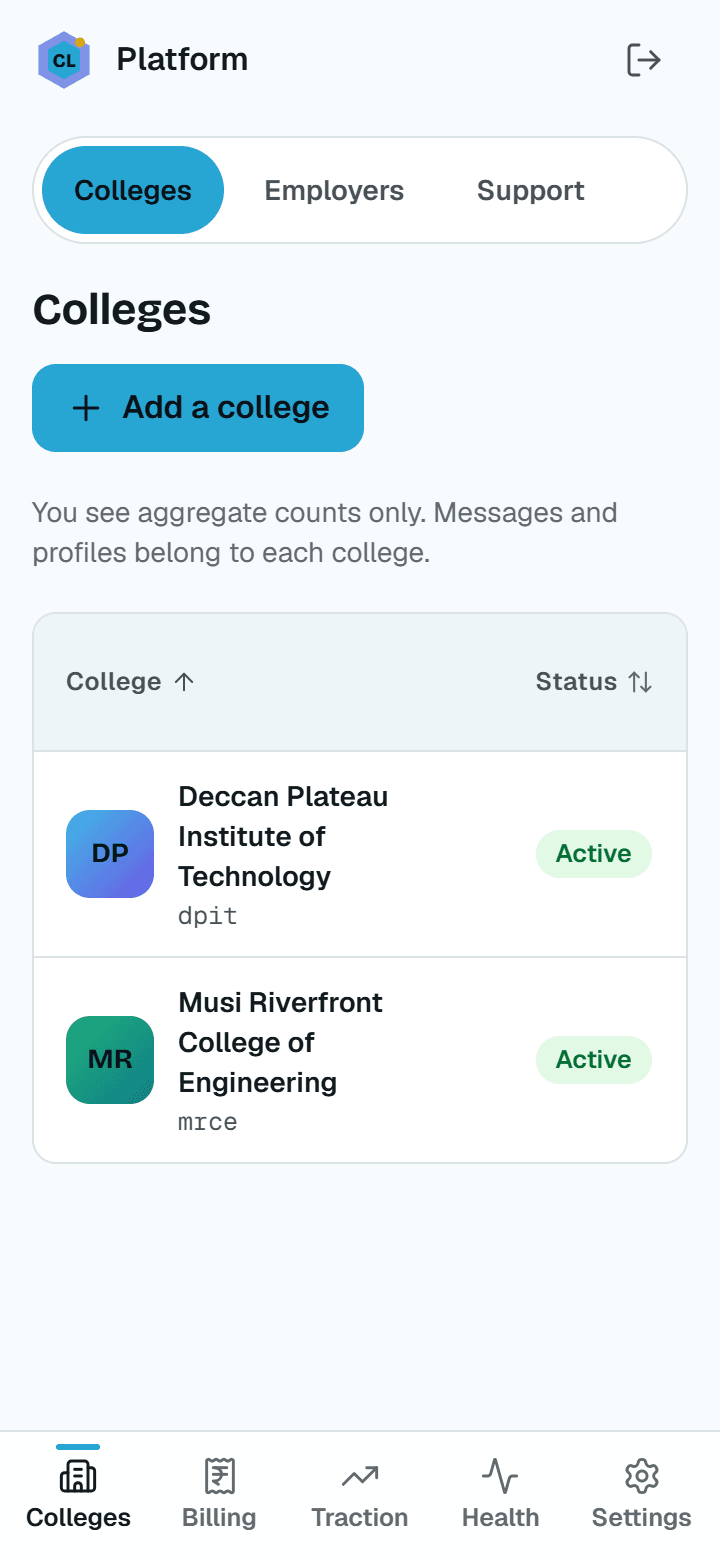 CL
Platform
Colleges
Employers
Support
Colleges
Add a college
You see aggregate counts only. Messages and
profiles belong to each college.
College
Status
DP
Deccan Plateau
Institute of
Technology
dpit
Active
MR
Musi Riverfront
College of
Engineering
mrce
Active
Colleges
Billing
Traction
Health
Settings